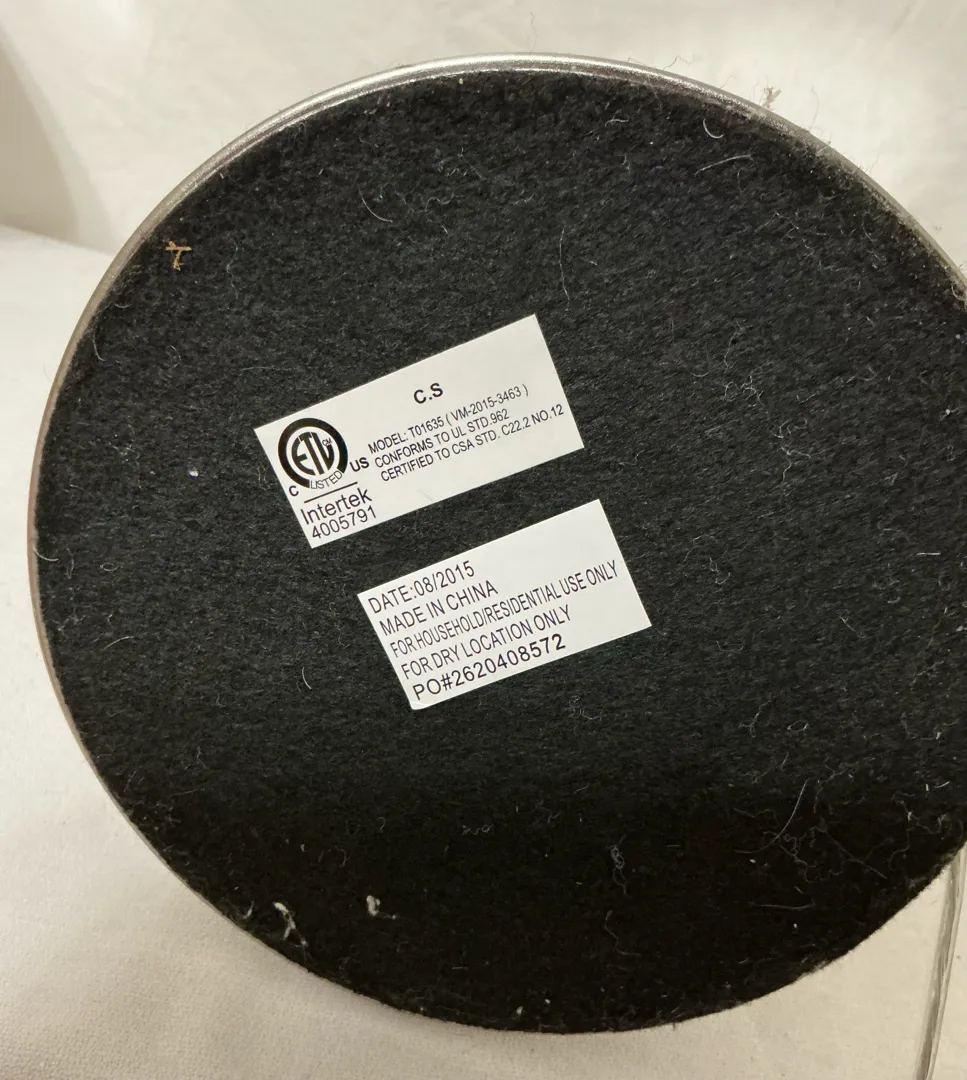 C.S
MODEL: T01635 ( VM-2015-3463 )
CONFORMS TO UL STD.962
CERTIFIED TO CSA STD. C22.2 NO.12
ETL CM
LISTED
C US
Intertek
4005791
DATE:08/2015
MADE IN CHINA
FOR HOUSEHOLD/RESIDENTIAL USE ONLY
FOR DRY LOCATION ONLY
PO#2620408572